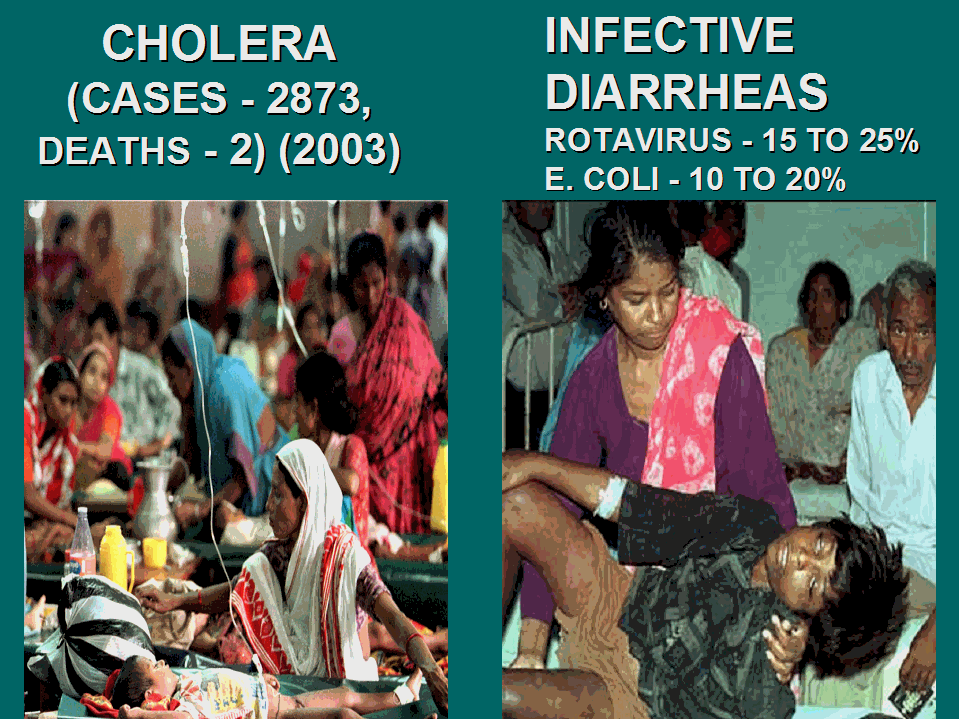 CHOLERA
(CASES - 2873,
DEATHS - 2) (2003)
INFECTIVE
DIARRHEAS
ROTAVIRUS - 15 TO 25%
E. COLI - 10 TO 20%